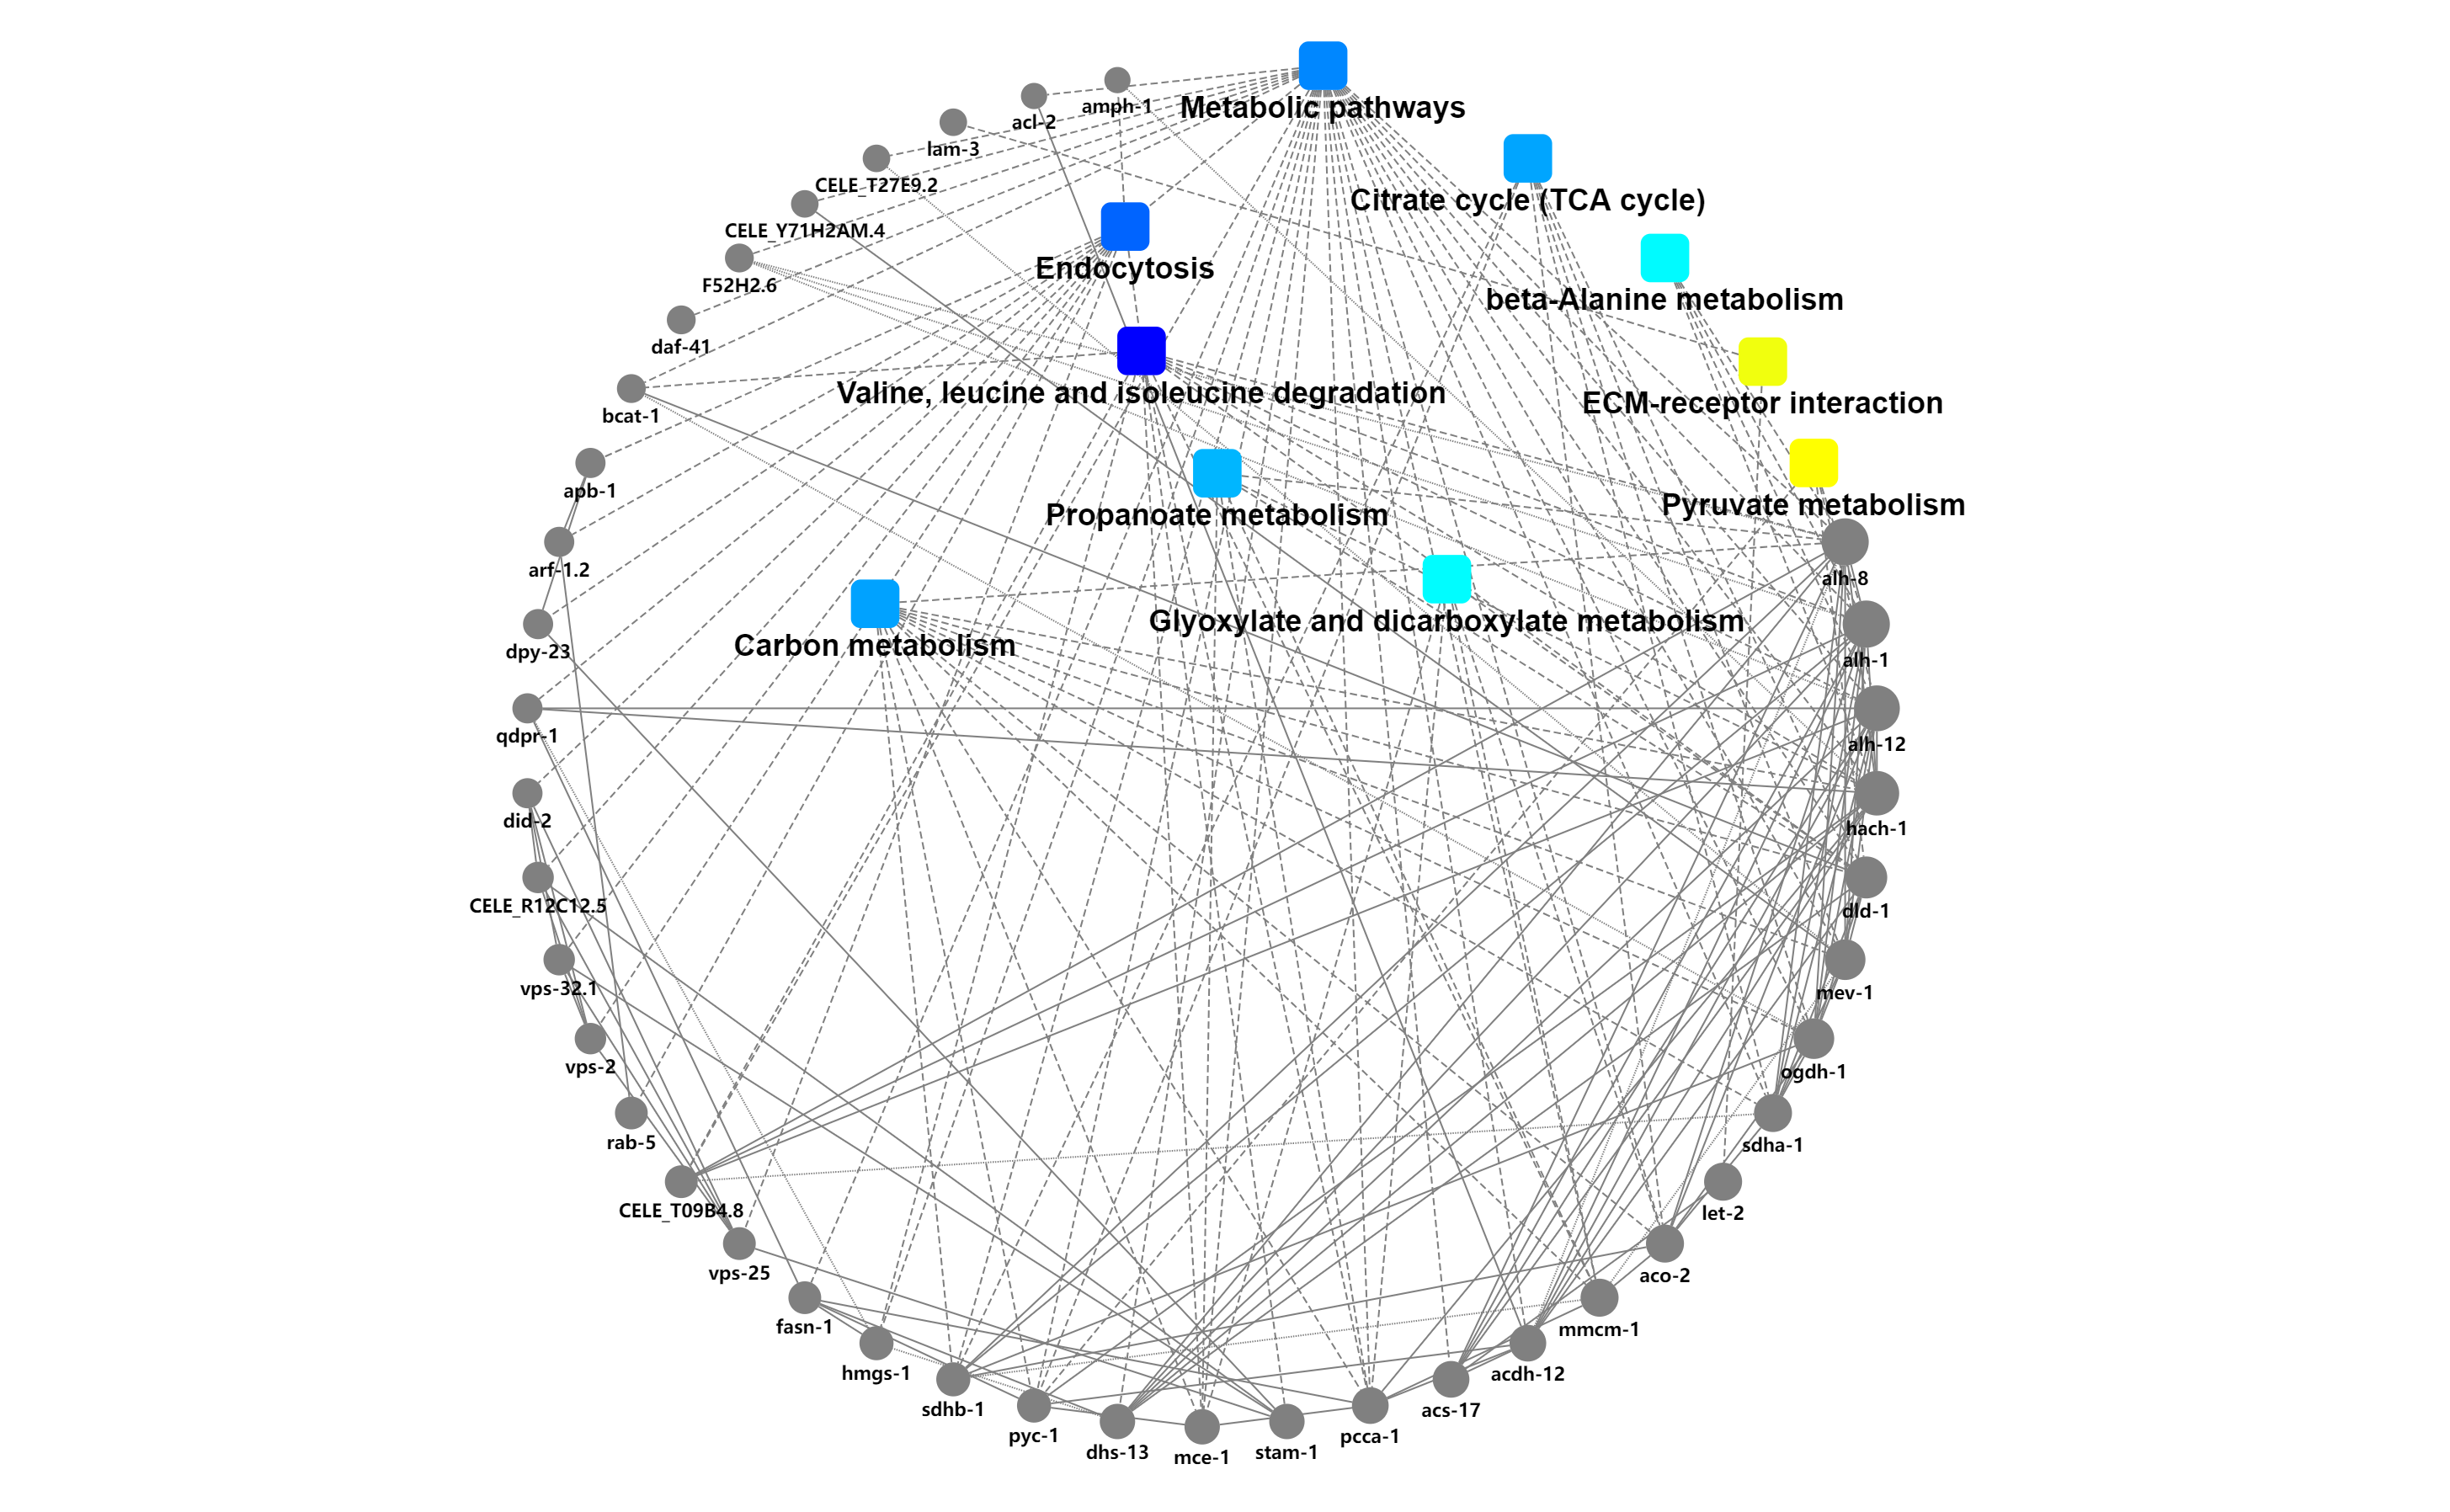 amph-1
Metabolic pathways
acl-2
lam-3
CELE_T27E9.2
Citrate cycle (TCA cycle)
CELE_Y71H2AM.4
Endocytosis
F52H2.6
beta-Alanine metabolism
daf-41
Valine, leucine and isoleucine degradation
ECM-receptor interaction
bcat-1
apb-1
Pyruvate metabolism
Propanoate metabolism
arf-1.2
alh-8
Glyoxylate and dicarboxylate metabolism
Carbon metabolism
dpy-23
alh-1
qdpr-1
alh-12
did-2
hach-1
CELE_R12C12.5
dld-1
vps-32.1
mev-1
vps-2
ogdh-1
rab-5
sdha-1
CELE_T09B4.8
let-2
vps-25
aco-2
fasn-1
mmcm-1
hmgs-1
acdh-12
sdhb-1
acs-17
pyc-1
pcca-1
dhs-13
stam-1
mce-1